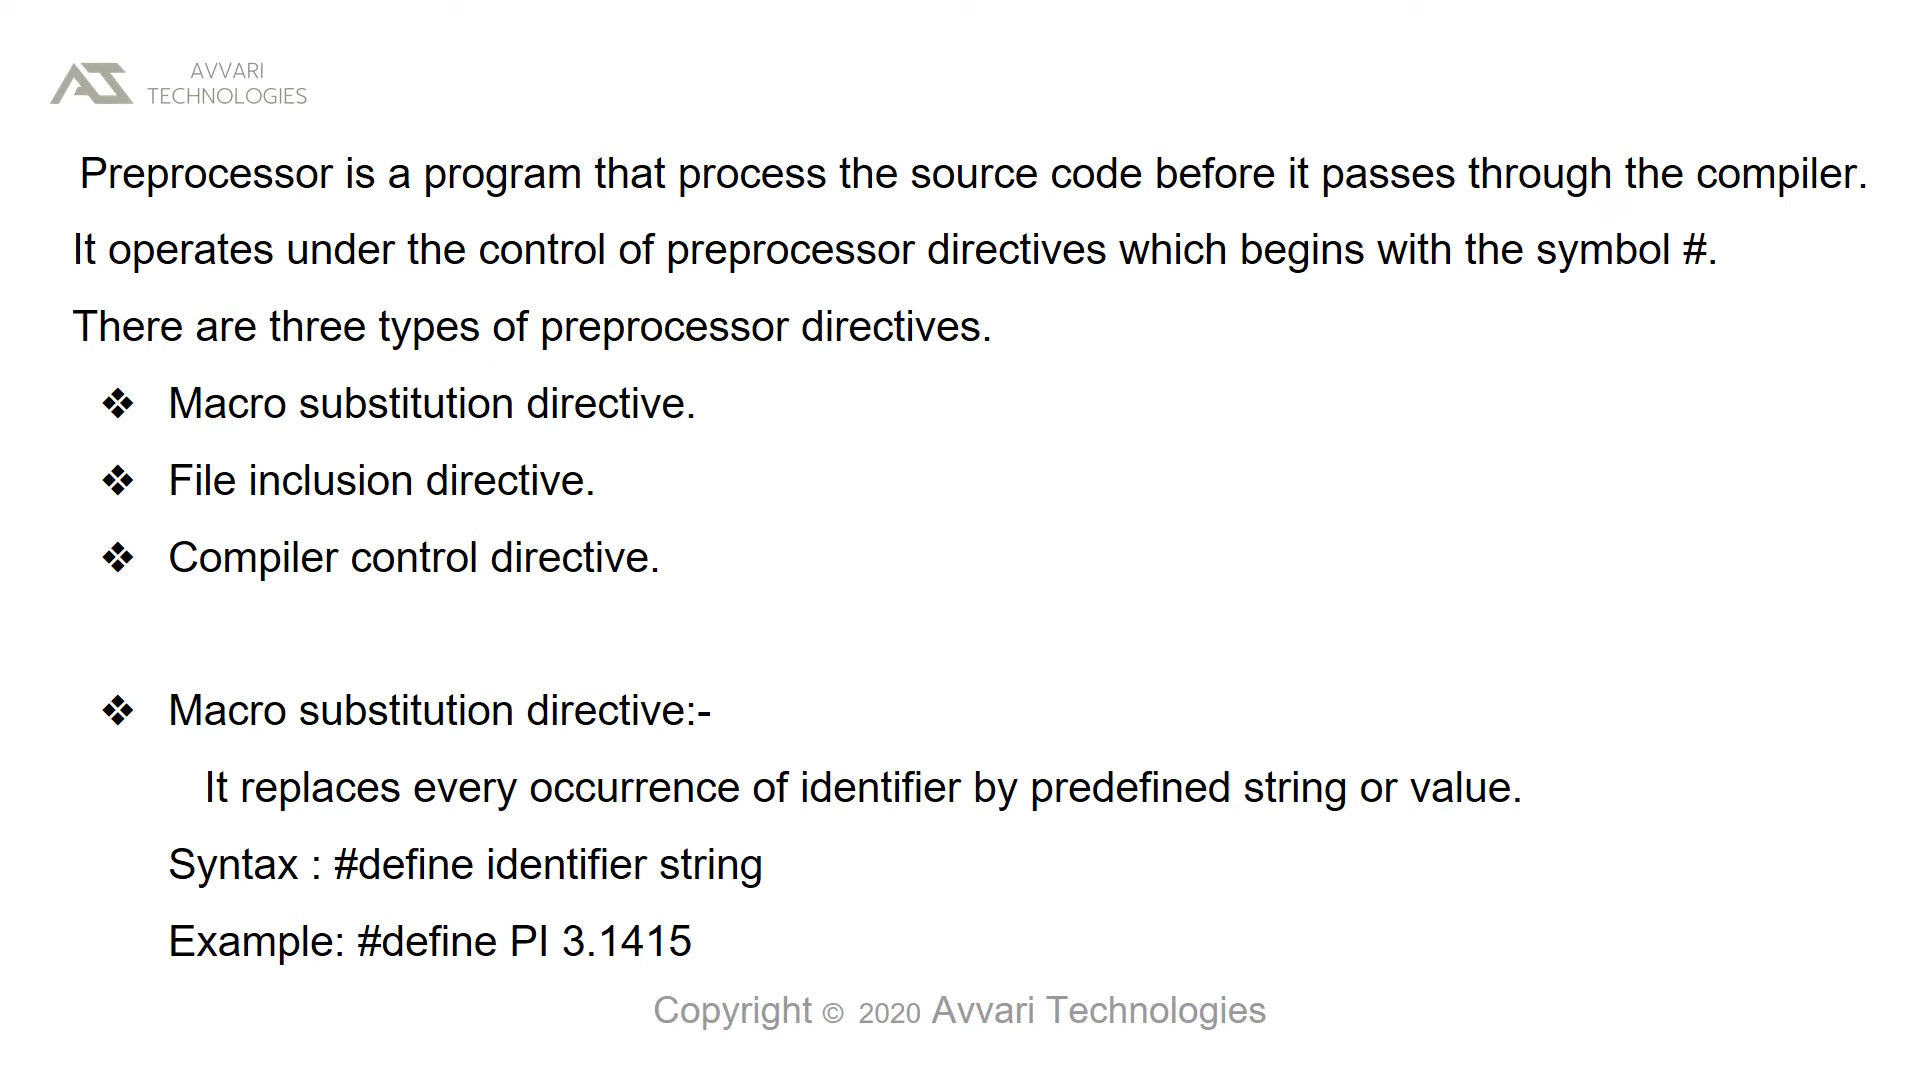 AVVARI
TECHNOLOGIES
Preprocessor is a program that process the source code before it passes through the compiler.
It operates under the control of preprocessor directives which begins with the symbol #.
There are three types of preprocessor directives.
❖ Macro substitution directive.
❖ File inclusion directive.
❖ Compiler control directive.
❖ Macro substitution directive:-
It replaces every occurrence of identifier by predefined string or value.
Syntax : #define identifier string
Example: #define PI 3.1415
Copyright © 2020 Avvari Technologies